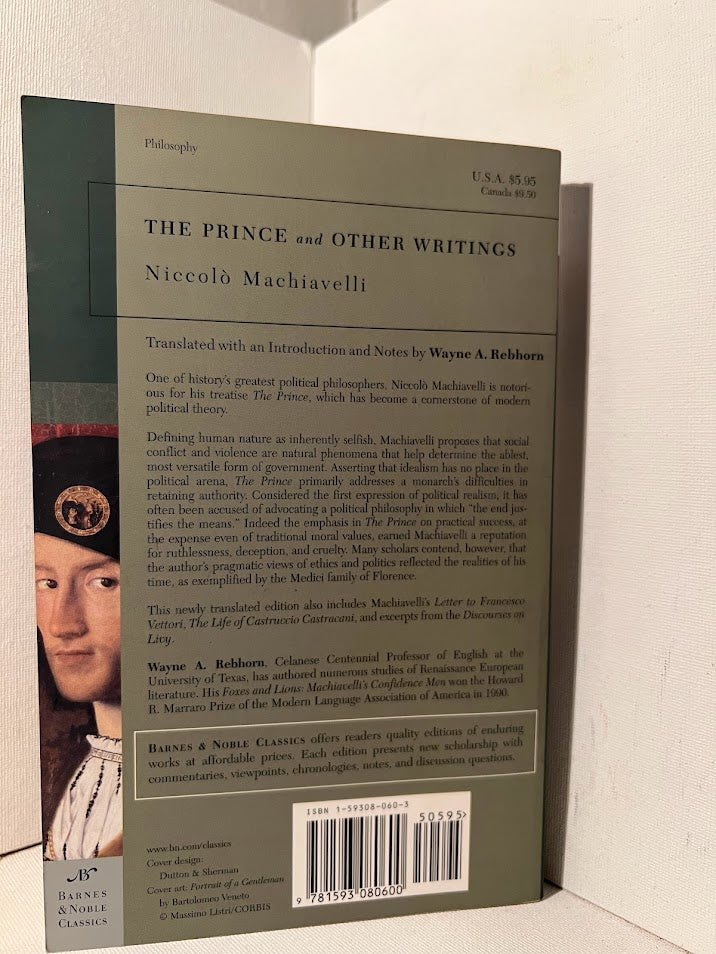 Philosophy
U.S.A. $5.95
Canada $9.50
THE PRINCE and OTHER WRITINGS
Niccolò Machiavelli
Translated with an Introduction and Notes by Wayne A. Rebhorn
One of history's greatest political philosophers, Niccolò Machiavelli is notori-
ous for his treatise The Prince, which has become a cornerstone of modern
political theory.
Defining human nature as inherently selfish, Machiavelli proposes that social
conflict and violence are natural phenomena that help determine the ablest,
most versatile form of government. Asserting that idealism has no place in the
political arena, The Prince primarily addresses a monarch's difficulties in
retaining authority. Considered the first expression of political realism, it has
often been accused of advocating a political philosophy in which "the end jus-
tifies the means." Indeed the emphasis in The Prince on practical success, at
the expense even of traditional moral values, earned Machiavelli a reputation
for ruthlessness, deception, and cruelty. Many scholars contend, however, that
the author's pragmatic views of ethics and politics reflected the realities of his
time, as exemplified by the Medici family of Florence.
This newly translated edition also includes Machiavelli's Letter to Francesco
Vettori, The Life of Castruccio Castracani, and excerpts from the Discourses on
Livy.
Wayne A. Rebhorn, Celanese Centennial Professor of English at the
University of Texas, has authored numerous studies of Renaissance European
literature. His Foxes and Lions: Machiavelli's Confidence Men won the Howard
R. Marraro Prize of the Modern Language Association of America in 1990.
BARNES & NOBLE CLASSICS offers readers quality editions of enduring
works at affordable prices. Each edition presents new scholarship with
commentaries, viewpoints, chronologies, notes, and discussion questions.
ISBN 1-59308-060-3
50595>
9 781593 080600
www.bn.com/classics
Cover design:
Dutton & Sherman
Cover art: Portrait of a Gentleman
by Bartolomeo Veneto
© Massimo Listri/CORBIS
BN
BARNES
& NOBLE
CLASSICS